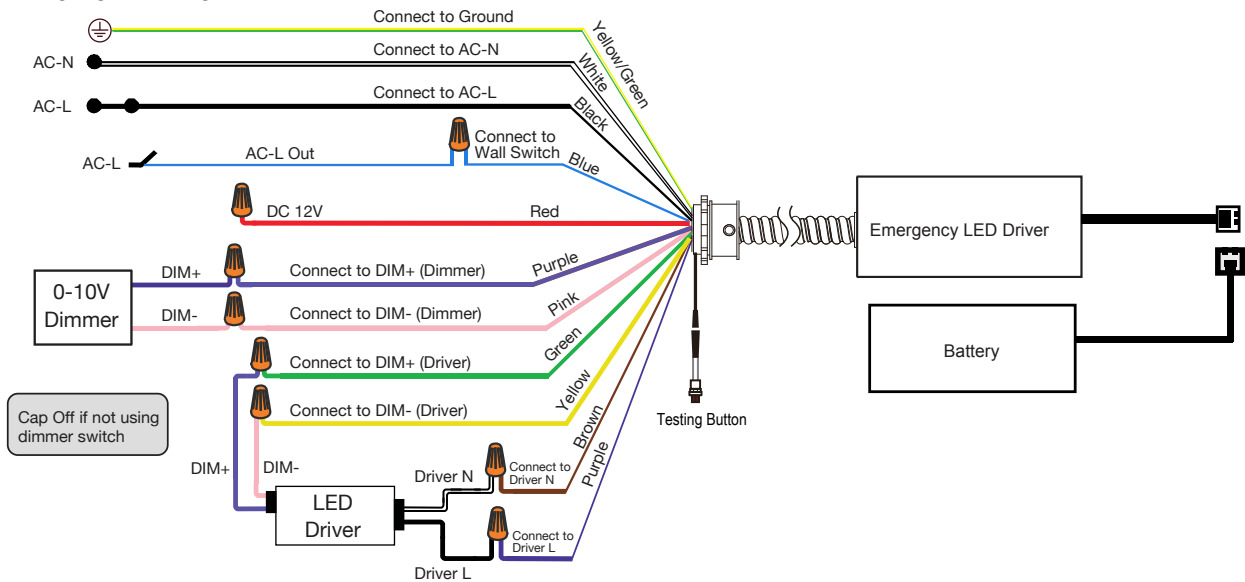 Connect to Ground
Yellow/Green
AC-N
Connect to AC-N
White
AC-L
Connect to AC-L
Black
AC-L
AC-L Out
Connect to
Wall Switch
Blue
DC 12V
Red
Emergency LED Driver
DIM+
Connect to DIM+ (Dimmer)
Purple
0-10V
Dimmer
DIM-
Connect to DIM- (Dimmer)
Pink
Connect to DIM+ (Driver)
Green
Battery
Cap Off if not using
dimmer switch
Connect to DIM- (Driver)
Yellow
Testing Button
DIM+
DIM-
Driver N
Connect to
Driver N
Brown
Purple
LED
Driver
Connect to
Driver L
Driver L